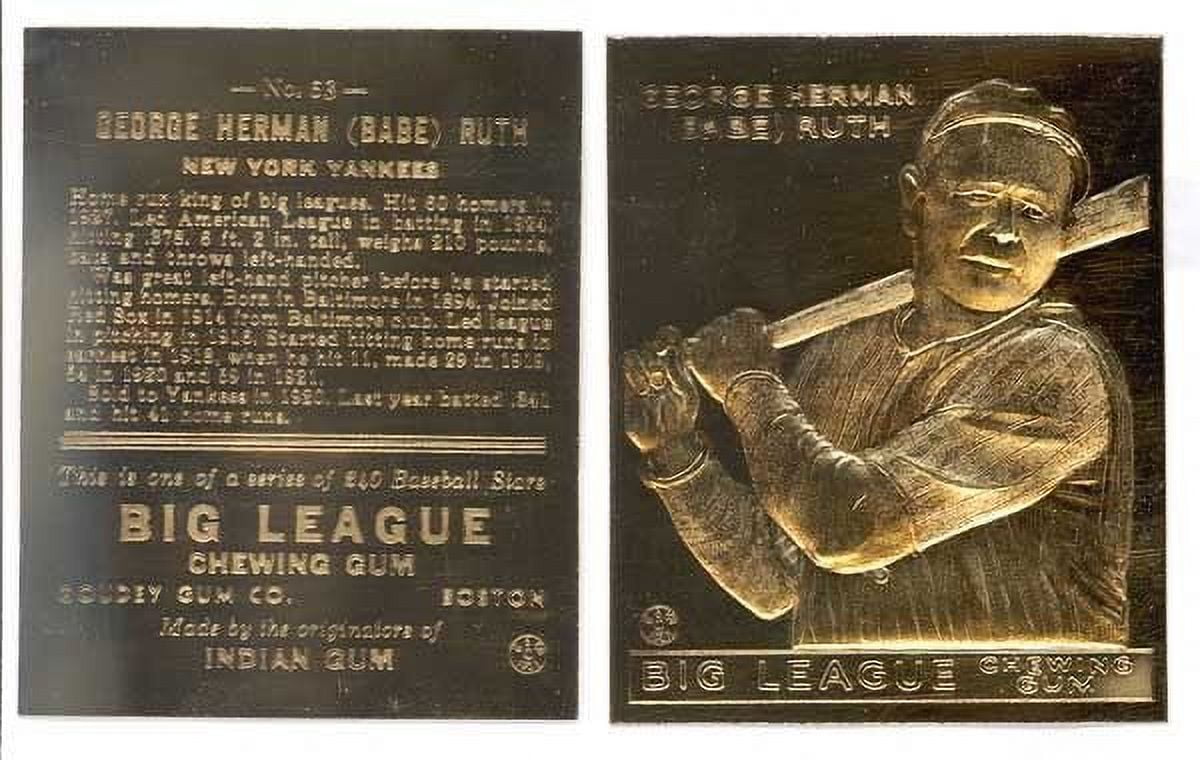 — No. 53 —
GEORGE HERMAN (BABE) RUTH
NEW YORK YANKEES
Home run king of big leagues. Hit 60 homers in
1927. Led American League in batting in 1924,
hitting .378. 6 ft. 2 in. tall, weighs 210 pounds,
bats and throws left-handed.
Was great left-hand pitcher before he started
hitting homers. Born in Baltimore in 1894. Joined
Red Sox in 1914 from Baltimore club. Led league
in pitching in 1916. Started hitting home runs in
earnest in 1918, when he hit 11, made 29 in 1919,
54 in 1920 and 59 in 1921.
Sold to Yankees in 1920. Last year batted .341
and hit 41 home runs.
This is one of a series of 240 Baseball Stars
BIG LEAGUE
CHEWING GUM
GOUDEY GUM CO. BOSTON
Made by the originators of
INDIAN GUM
GEORGE HERMAN
(BABE) RUTH
BIG LEAGUE CHEWING
GUM